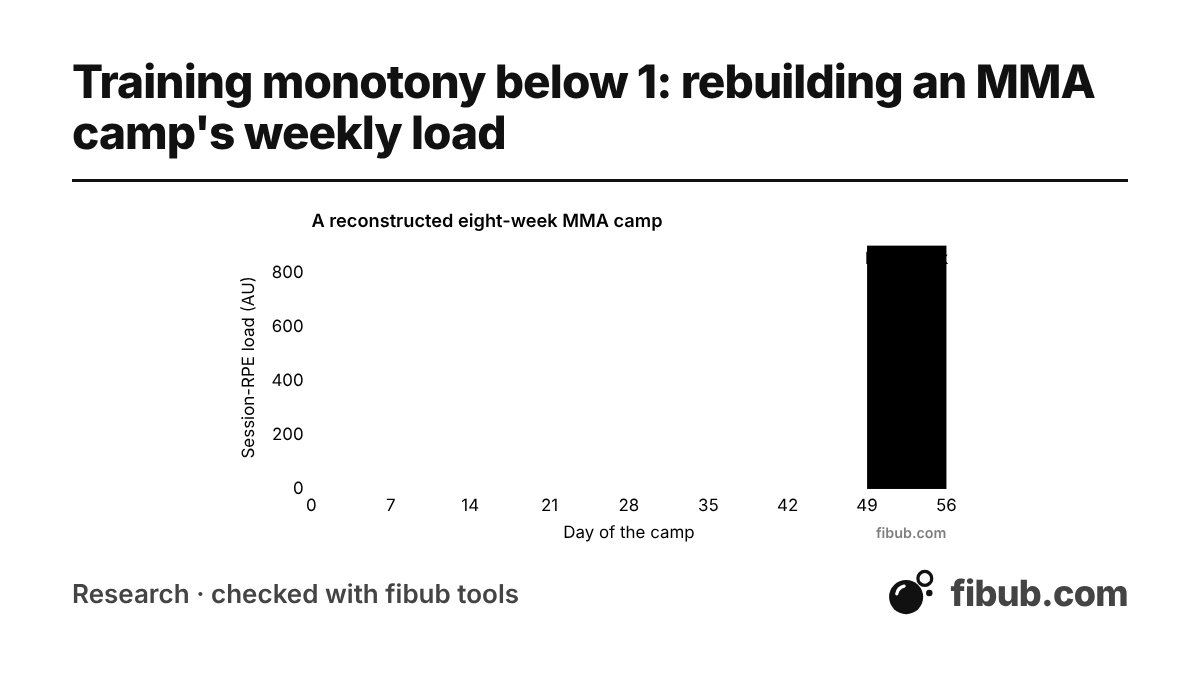 Training monotony below 1: rebuilding an MMA
camp's weekly load
A reconstructed eight-week MMA camp
Session-RPE load (AU)
800
600
400
200
0
0 7 14 21 28 35 42 49 56
Day of the camp
fibub.com
Research · checked with fibub tools
fibub.com